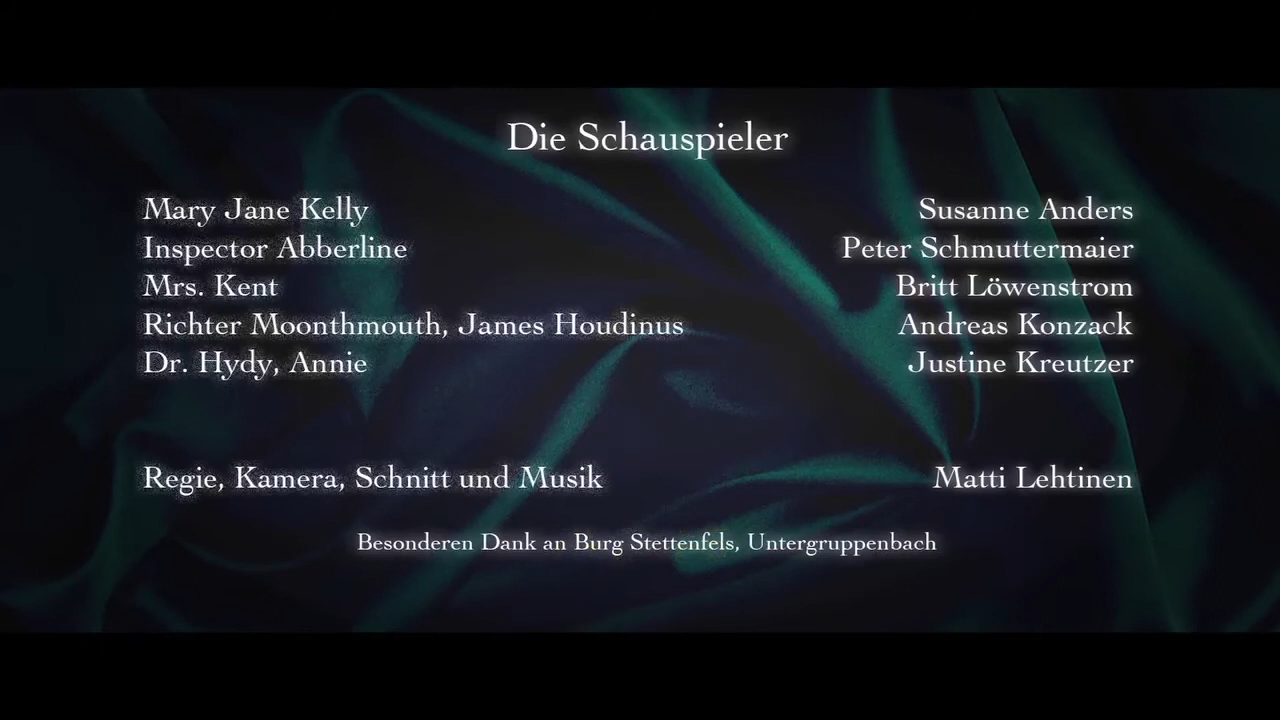 Die Schauspieler
Mary Jane Kelly Susanne Anders
Inspector Abberline Peter Schmuttermaier
Mrs. Kent Britt Löwenstrom
Richter Moonthmouth, James Houdinus Andreas Konzack
Dr. Hydy, Annie Justine Kreutzer
Regie, Kamera, Schnitt und Musik Matti Lehtinen
Besonderen Dank an Burg Stettenfels, Untergruppenbach